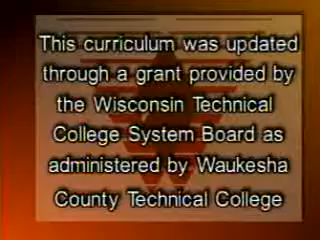 This curriculum was updated
through a grant provided by
the Wisconsin Technical
College System Board as
administered by Waukesha
County Technical College